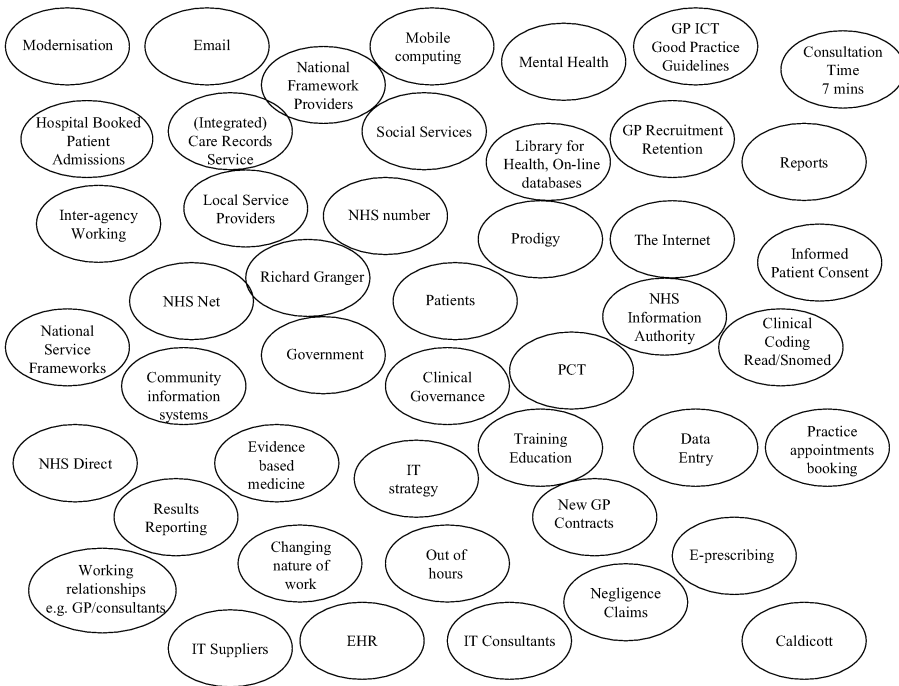 Modernisation
Email
National
Framework
Providers
Mobile
computing
Mental Health
GP ICT
Good Practice
Guidelines
Consultation
Time
7 mins
Hospital Booked
Patient
Admissions
(Integrated)
Care Records
Service
Social Services
Library for
Health, On-line
databases
GP Recruitment
Retention
Reports
Inter-agency
Working
Local Service
Providers
NHS number
Prodigy
The Internet
Informed
Patient Consent
NHS Net
Richard Granger
Patients
NHS
Information
Authority
Clinical
Coding
Read/Snomed
National
Service
Frameworks
Community
information
systems
Government
Clinical
Governance
PCT
NHS Direct
Evidence
based
medicine
IT
strategy
Training
Education
Data
Entry
Practice
appointments
booking
Results
Reporting
New GP
Contracts
Working
relationships
e.g. GP/consultants
Changing
nature of
work
Out of
hours
Negligence
Claims
E-prescribing
IT Suppliers
EHR
IT Consultants
Caldicott